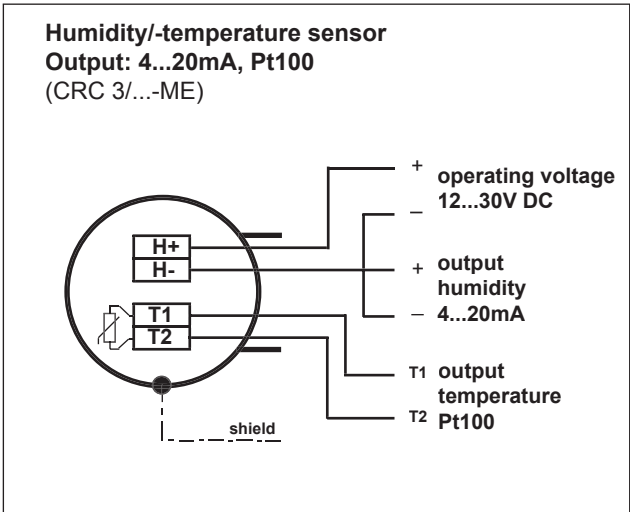 Humidity/-temperature sensor
Output: 4...20mA, Pt100
(CRC 3/...-ME)
+ operating voltage
12...30V DC
−
H+
H-
+ output
humidity
− 4...20mA
T1
T2
T1 output
temperature
T2 Pt100
shield